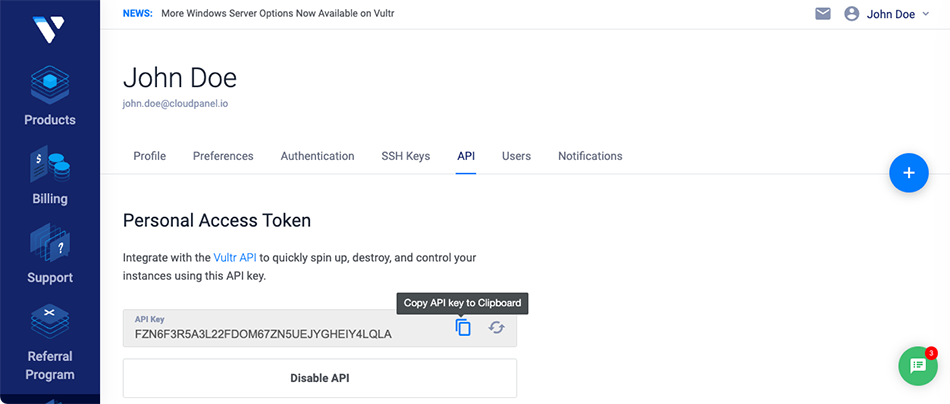 NEWS: More Windows Server Options Now Available on Vultr
John Doe
John Doe
john.doe@cloudpanel.io
Products
Billing
Support
Referral
Program
Profile Preferences Authentication SSH Keys API Users Notifications
+
Personal Access Token
Integrate with the Vultr API to quickly spin up, destroy, and control your
instances using this API key.
Copy API key to Clipboard
API Key
FZN6F3R5A3L22FDOM67ZN5UEJYGHEIY4LQLA
Disable API
3
$
?